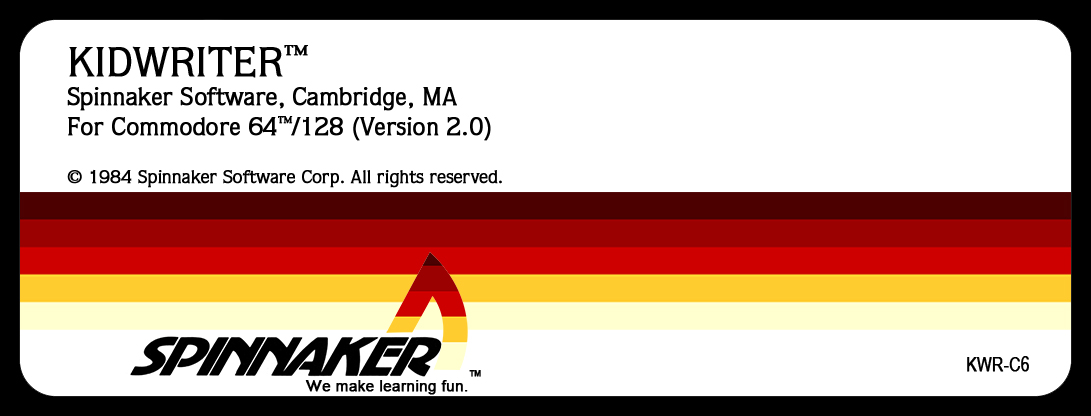 KIDWRITER™
Spinnaker Software, Cambridge, MA
For Commodore 64™/128 (Version 2.0)
© 1984 Spinnaker Software Corp. All rights reserved.
SPINNAKER™
We make learning fun.
KWR-C6